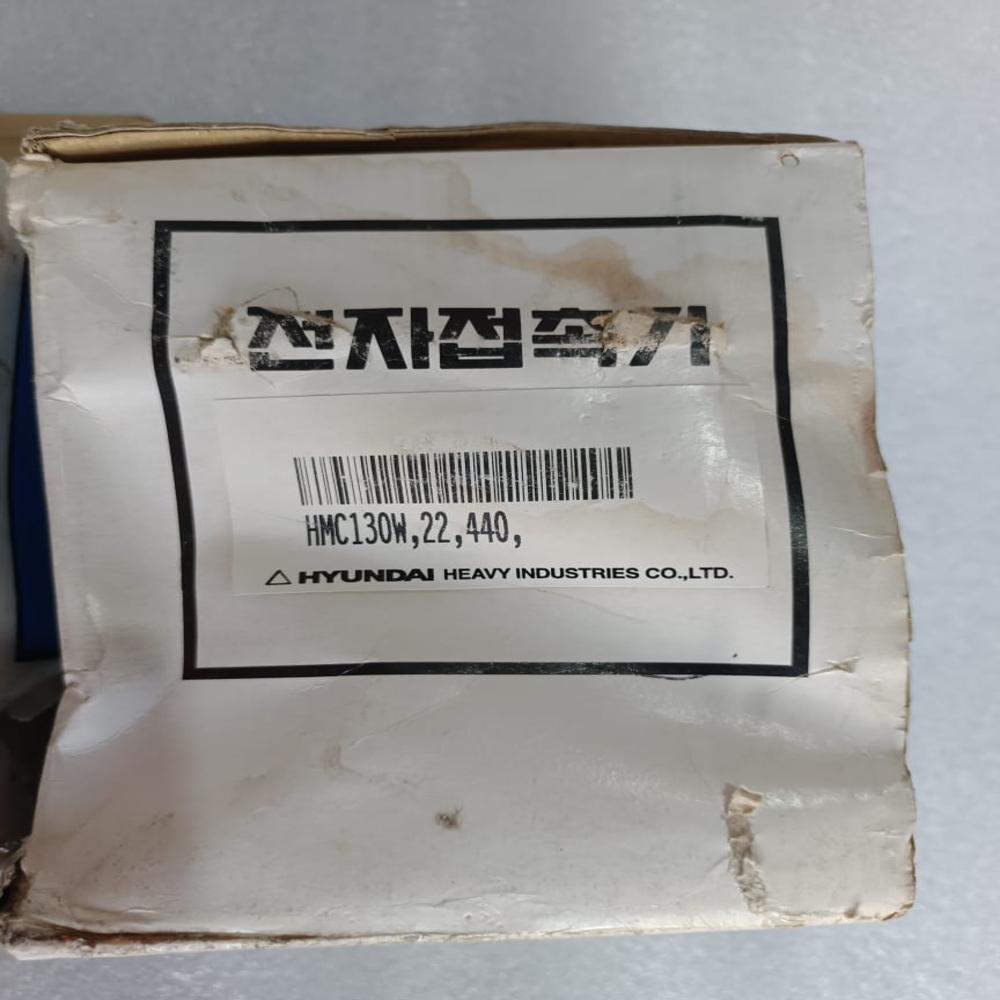 전자접촉기
HMC130W,22,440,
HYUNDAI HEAVY INDUSTRIES CO.,LTD.